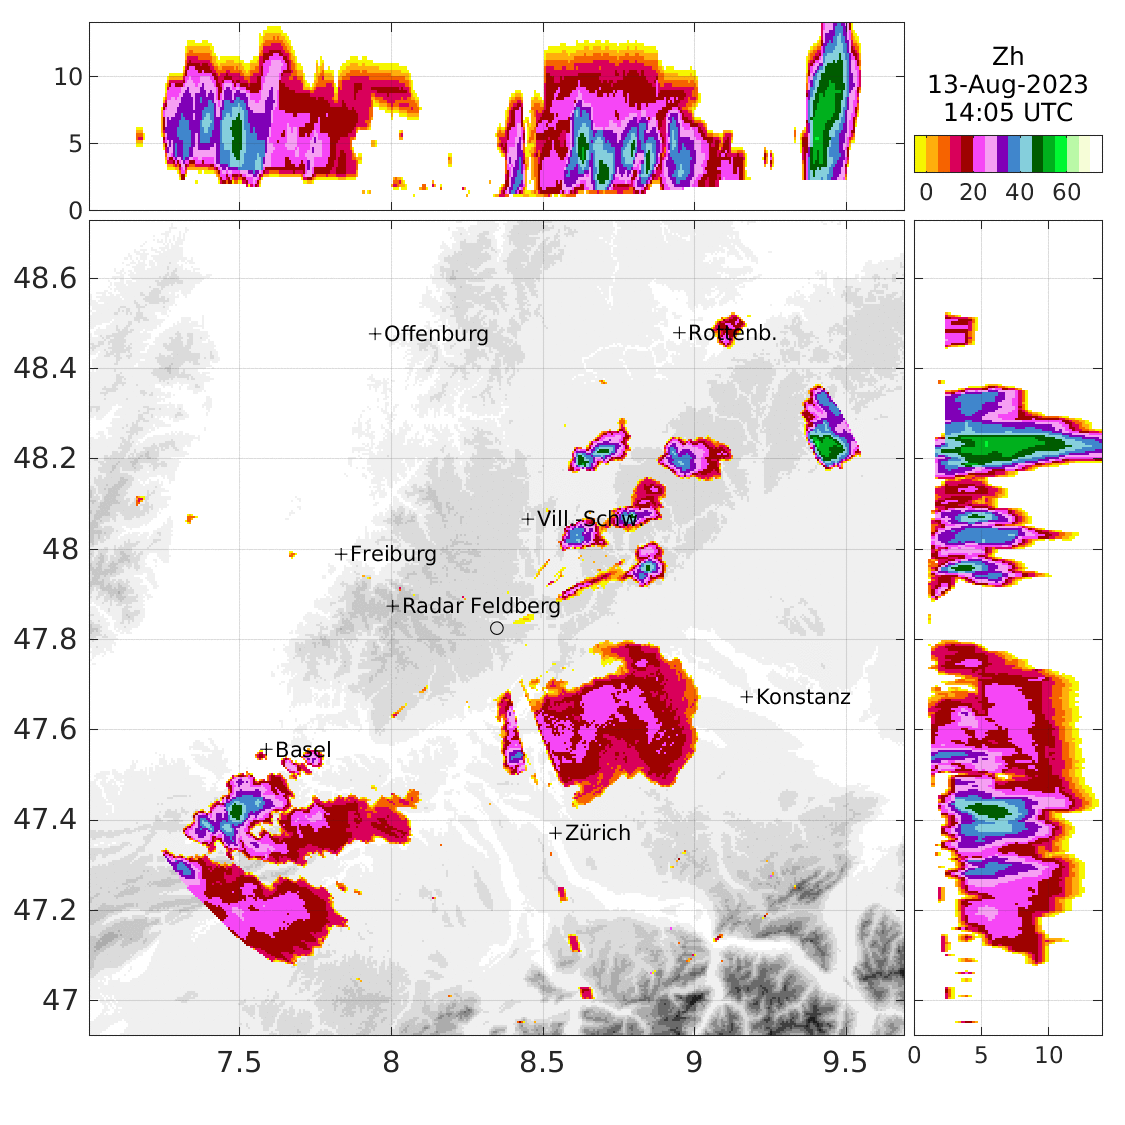 10
5
0
Zh
13-Aug-2023
14:05 UTC
0 20 40 60
48.6
48.4
48.2
48
47.8
47.6
47.4
47.2
47
+Offenburg
+Rottenb.
+Vill.-Schw.
+Freiburg
+Radar Feldberg
+Konstanz
+Basel
+Zürich
7.5 8 8.5 9 9.5
0 5 10